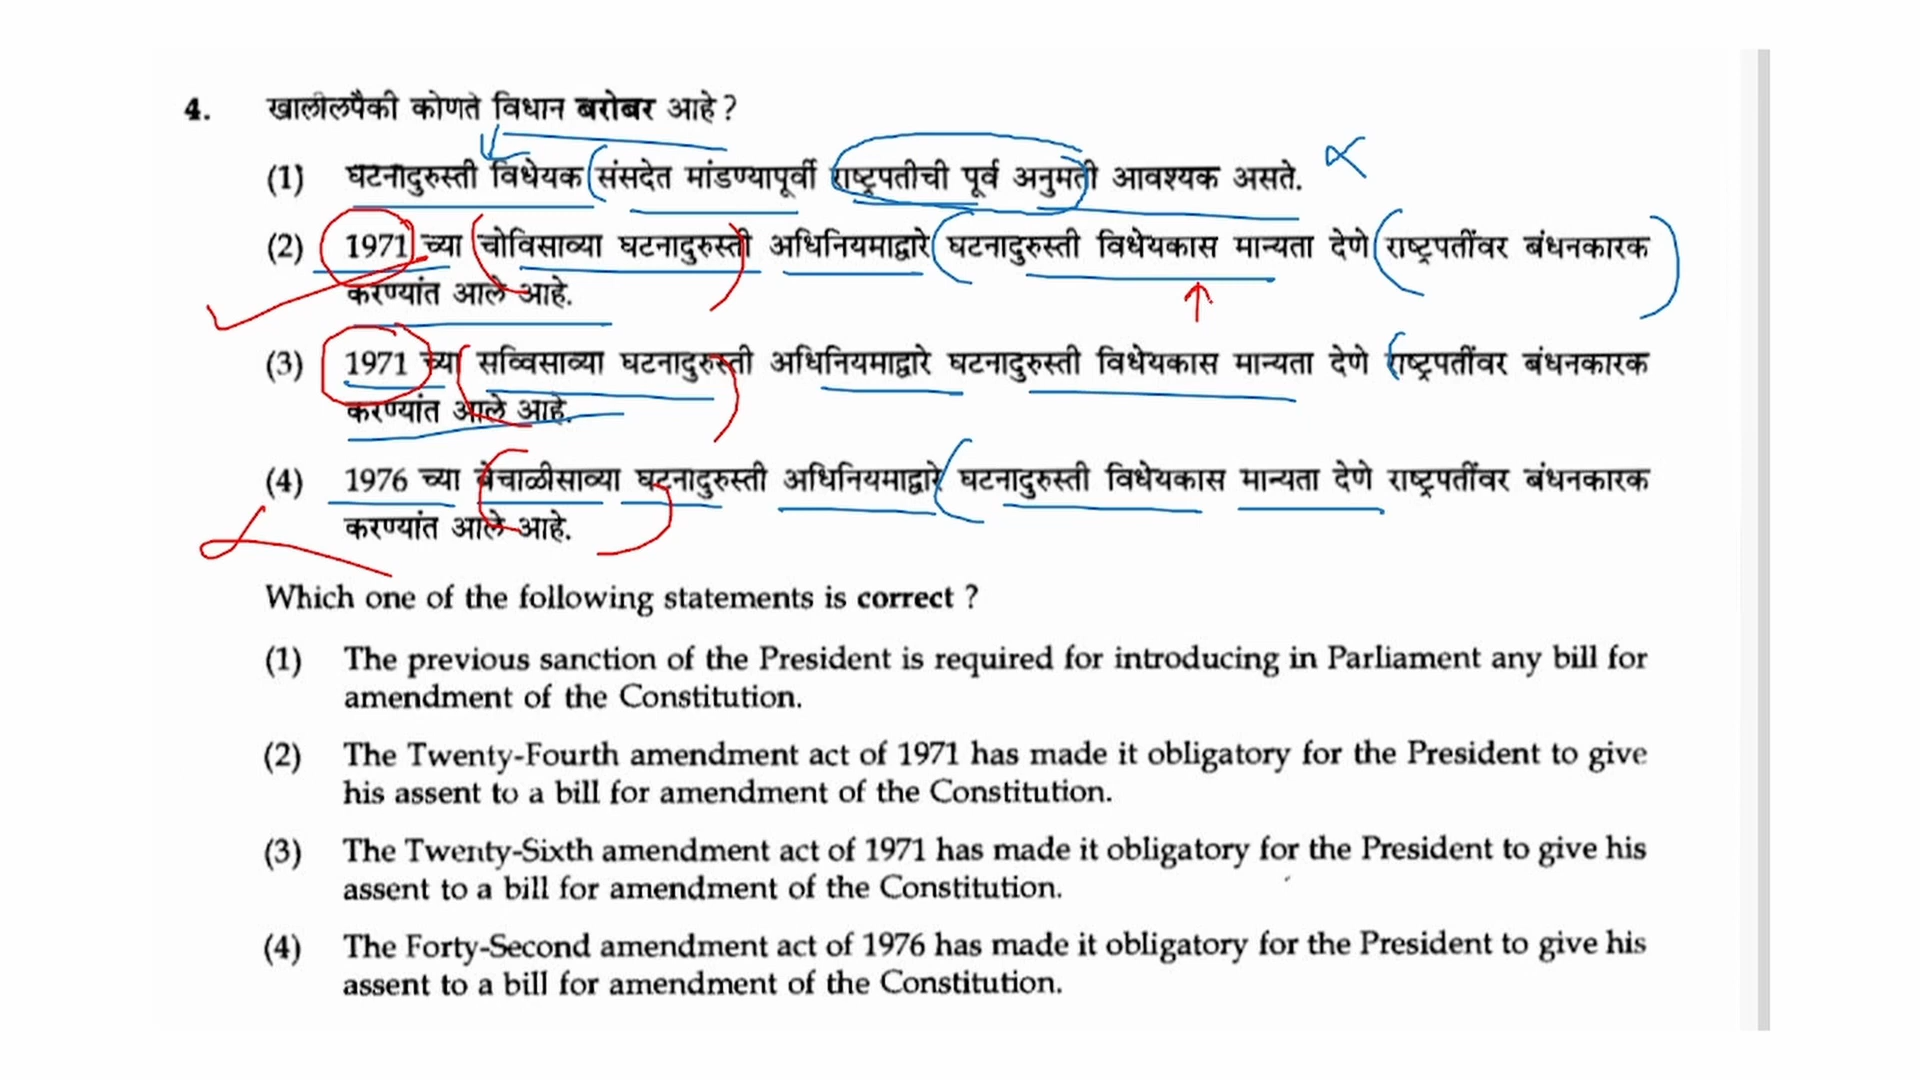 4. खालीलपैकी कोणते विधान बरोबर आहे ?
(1) घटनादुरुस्ती विधेयक संसदेत मांडण्यापूर्वी राष्ट्रपतीची पूर्व अनुमती आवश्यक असते.
(2) 1971 च्या चोविसाव्या घटनादुरुस्ती अधिनियमाद्वारे घटनादुरुस्ती विधेयकास मान्यता देणे राष्ट्रपतींवर बंधनकारक
करण्यांत आले आहे.
(3) 1971 च्या सव्विसाव्या घटनादुरुस्ती अधिनियमाद्वारे घटनादुरुस्ती विधेयकास मान्यता देणे राष्ट्रपतींवर बंधनकारक
करण्यांत आले आहे.
(4) 1976 च्या बेचाळीसाव्या घटनादुरुस्ती अधिनियमाद्वारे घटनादुरुस्ती विधेयकास मान्यता देणे राष्ट्रपतींवर बंधनकारक
करण्यांत आले आहे.
Which one of the following statements is correct ?
(1) The previous sanction of the President is required for introducing in Parliament any bill for
amendment of the Constitution.
(2) The Twenty-Fourth amendment act of 1971 has made it obligatory for the President to give
his assent to a bill for amendment of the Constitution.
(3) The Twenty-Sixth amendment act of 1971 has made it obligatory for the President to give his
assent to a bill for amendment of the Constitution.
(4) The Forty-Second amendment act of 1976 has made it obligatory for the President to give his
assent to a bill for amendment of the Constitution.